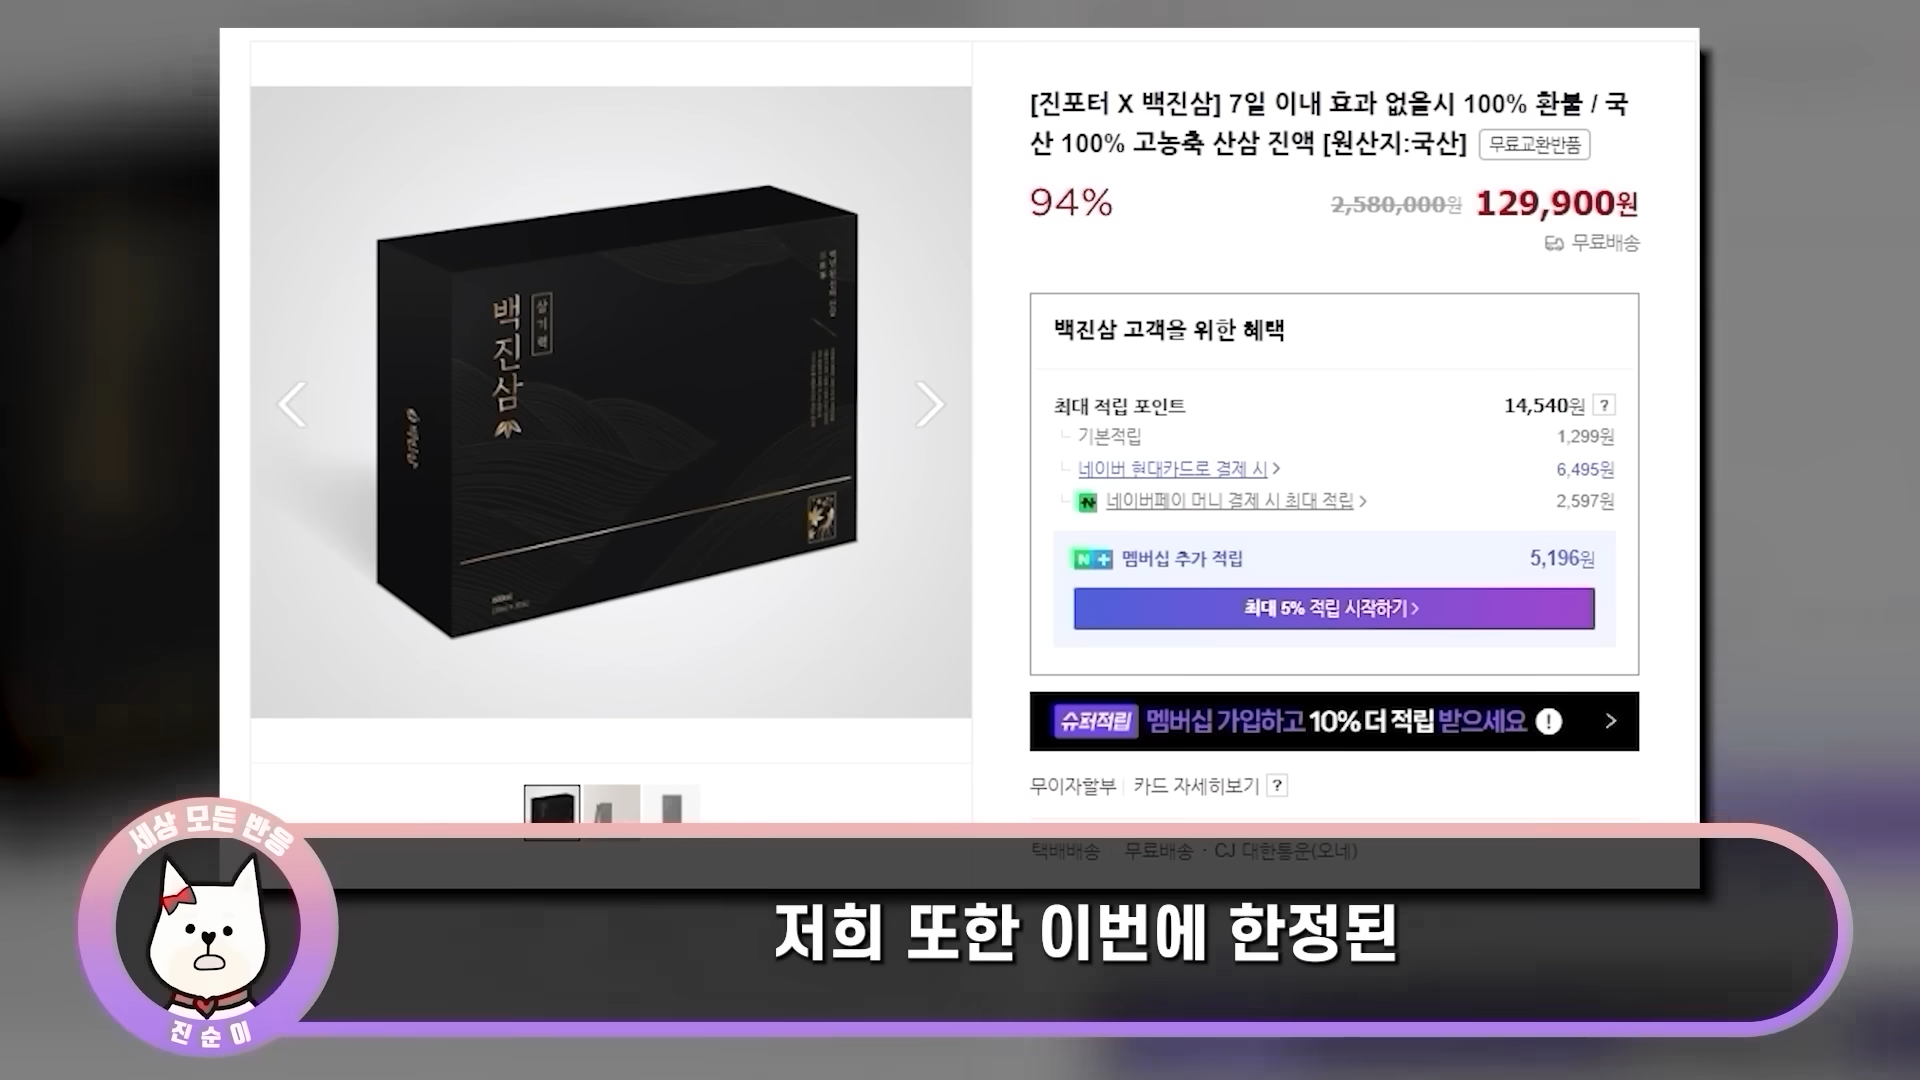 [진포터 X 백진삼] 7일 이내 효과 없을시 100% 환불 / 국
산 100% 고농축 산삼 진액 [원산지:국산] 무료교환반품
94% 2,580,000원 129,900원
무료배송
백진삼 고객을 위한 혜택
최대 적립 포인트 14,540원 ?
기본적립 1,299원
네이버 현대카드로 결제 시 > 6,495원
네이버페이 머니 결제 시 최대 적립 > 2,597원
N+ 멤버십 추가 적립 5,196원
최대 5% 적립 시작하기 >
슈퍼적립 멤버십 가입하고 10% 더 적립 받으세요 ! >
무이자할부 카드 자세히보기 ?
택배배송 무료배송 · CJ 대한통운(오네)
백진삼
삼기력
세상 모든 반응
진순이
저희 또한 이번에 한정된